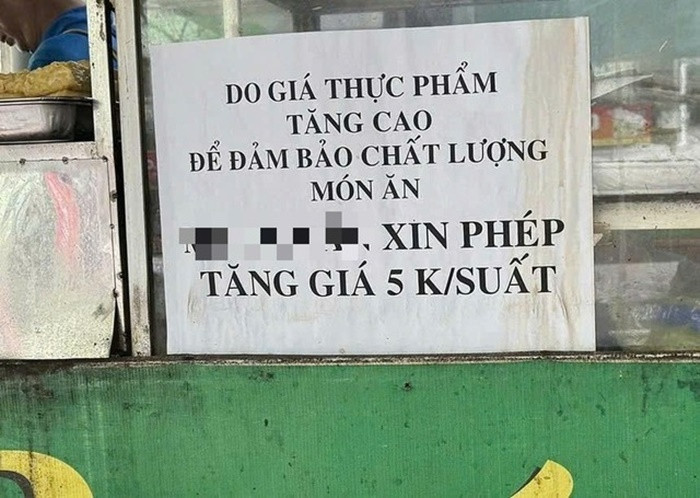 DO GIÁ THỰC PHẨM
TĂNG CAO
ĐỂ ĐẢM BẢO CHẤT LƯỢNG
MÓN ĂN
XIN PHÉP
TĂNG GIÁ 5 K/SUẤT